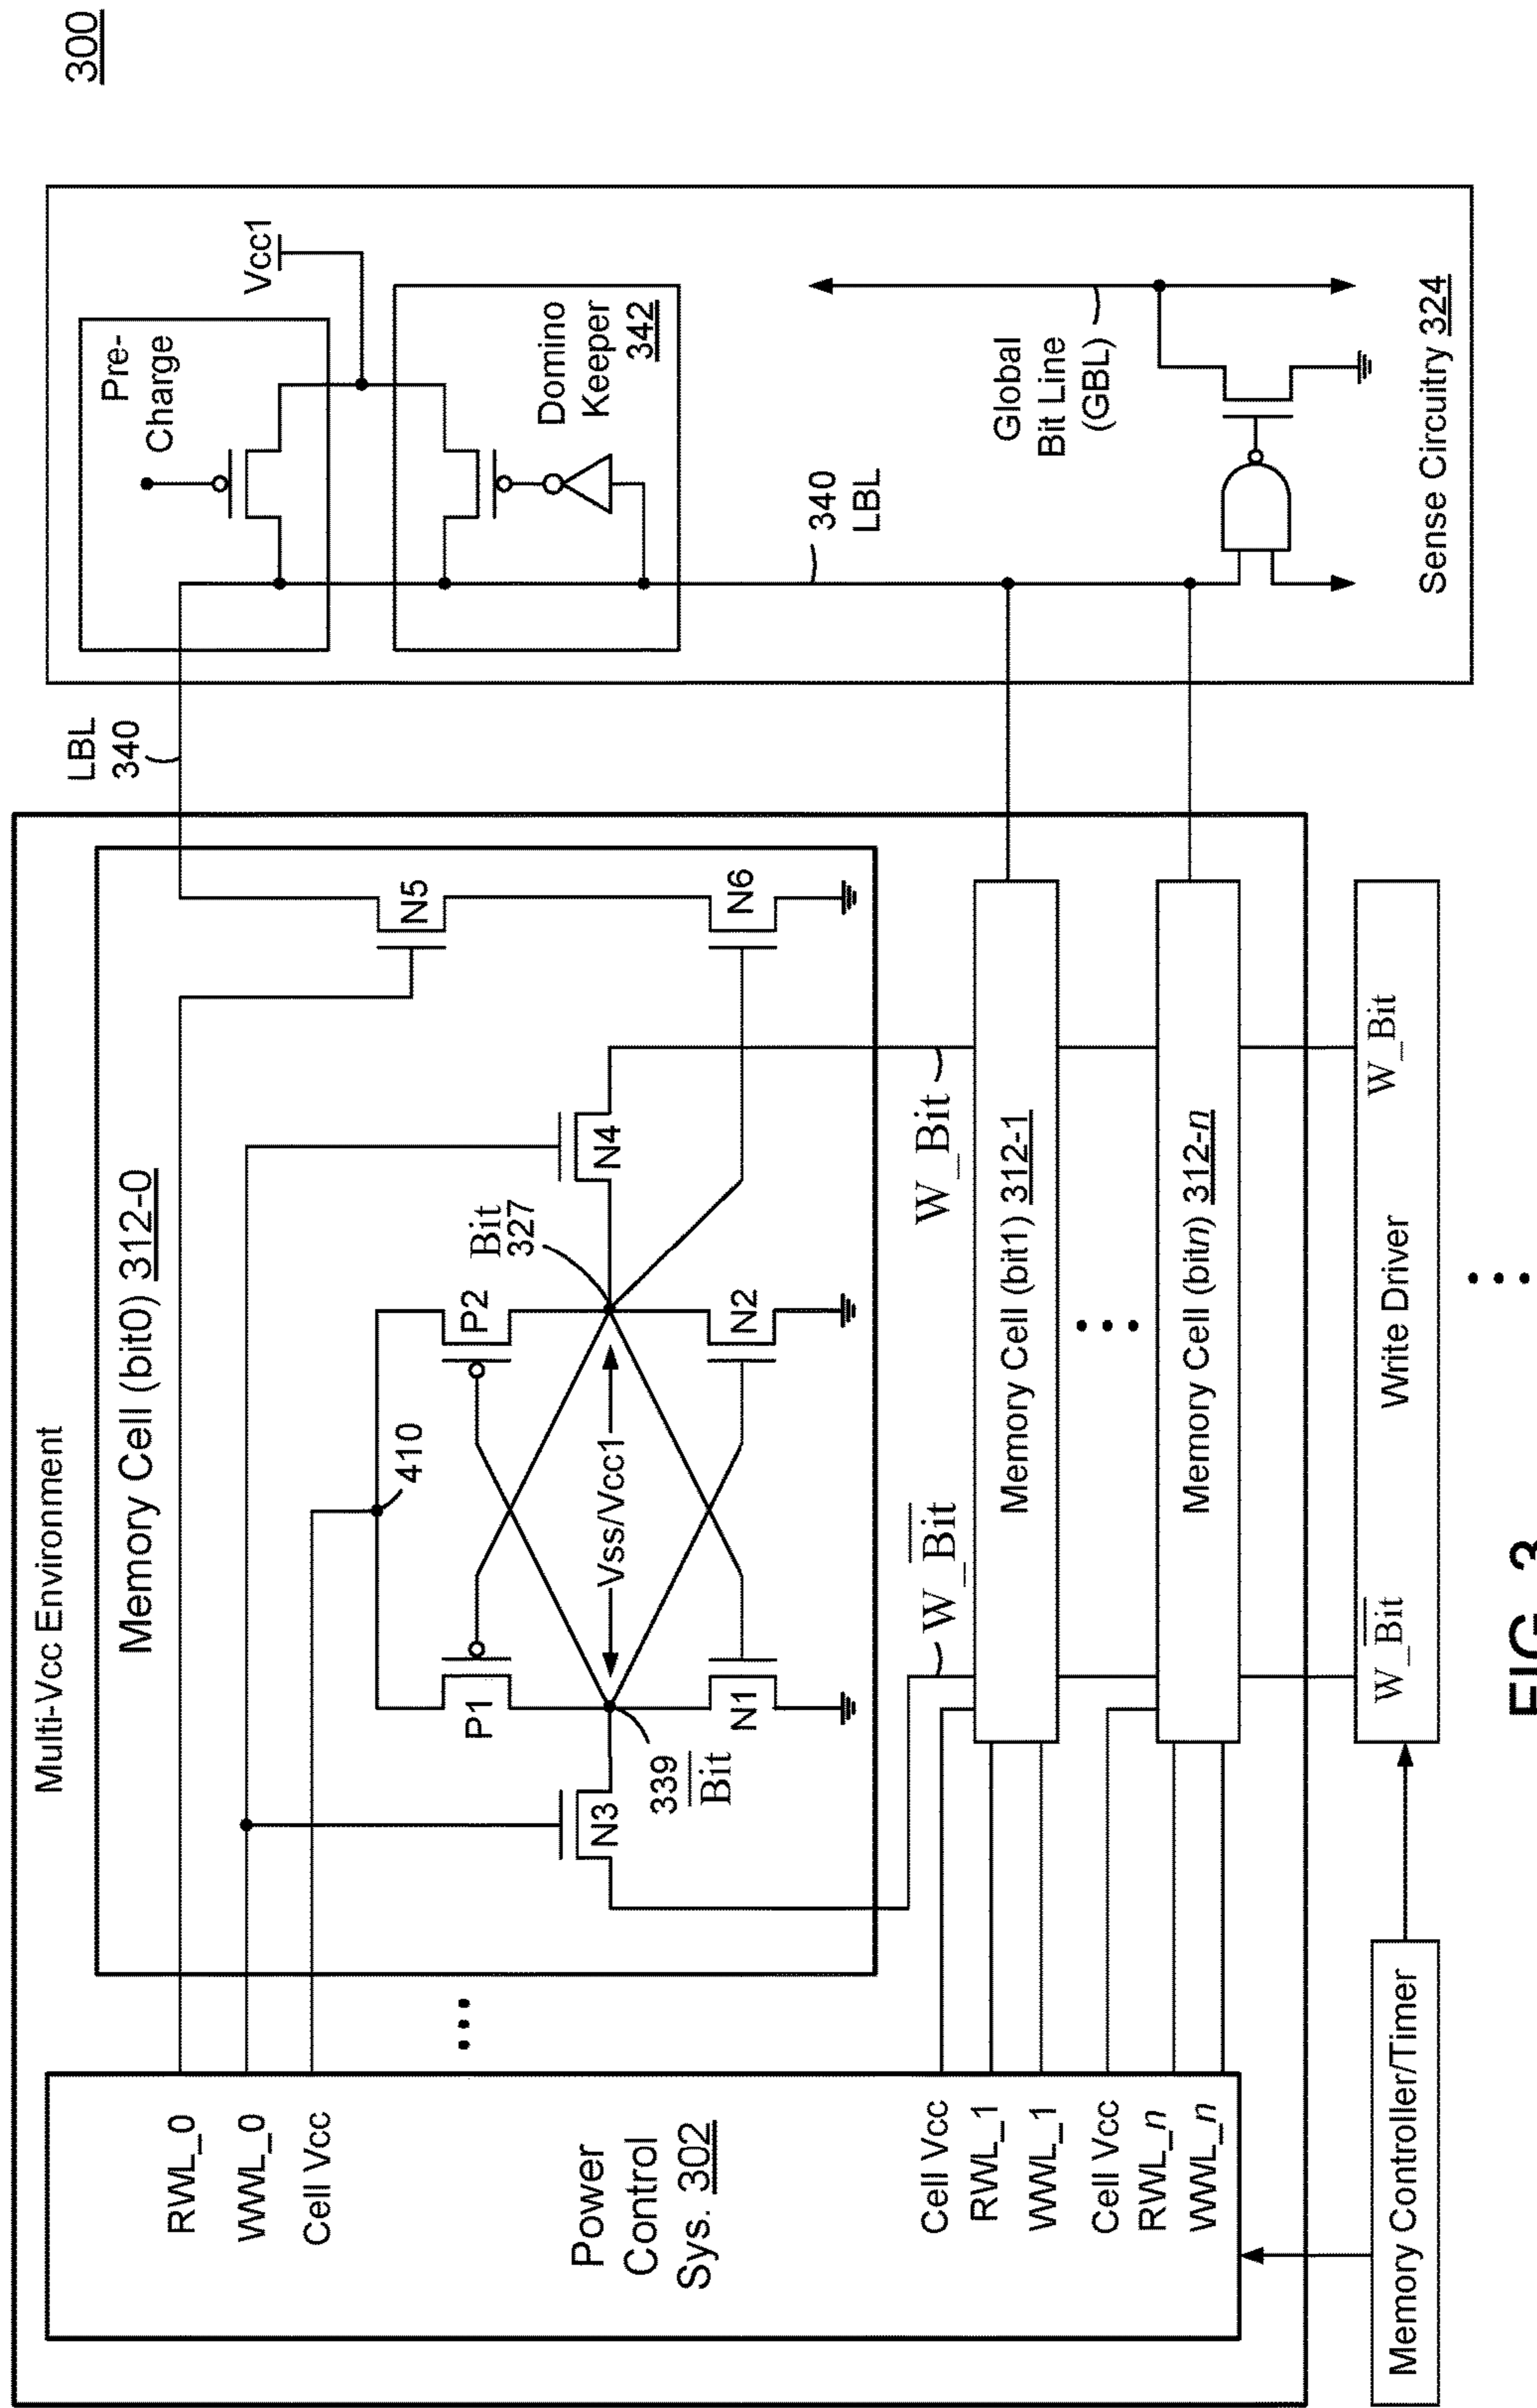 300
Multi-Vcc Environment
Memory Cell (bit0) 312-0
RWL_0
WWL_0
Cell Vcc
Power
Control
Sys. 302
410
P1
P2
Bit
327
Vss/Vcc1
N3
N4
339
B̅i̅t̅
N1
N2
N5
N6
LBL
340
Pre-
Charge
Vcc1
Domino
Keeper
342
340
LBL
Global
Bit Line
(GBL)
Sense Circuitry 324
W_B̅i̅t̅
W_Bit
Cell Vcc
RWL_1
WWL_1
Memory Cell (bit1) 312-1
Cell Vcc
RWL_n
WWL_n
Memory Cell (bitn) 312-n
W_B̅i̅t̅
Write Driver
W_Bit
Memory Controller/Timer
FIG. 3